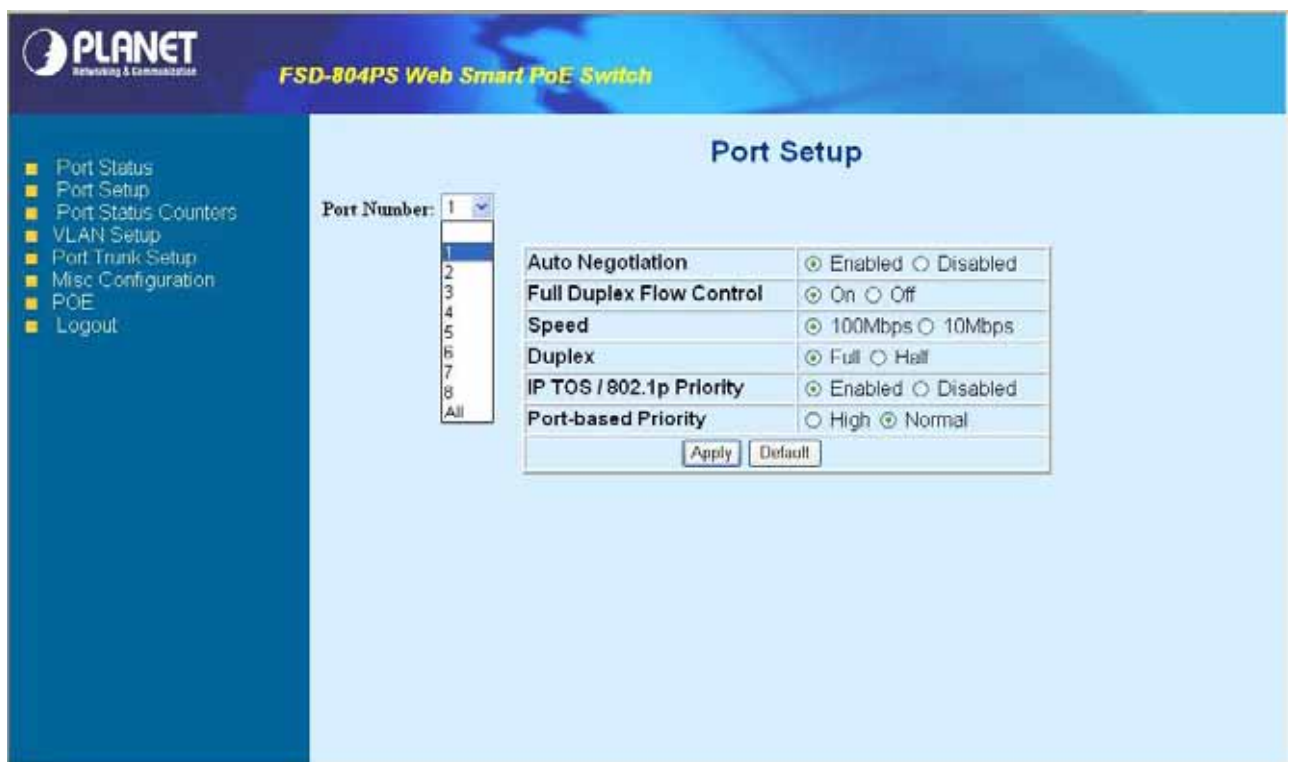 PLANET
Networking & Communication
FSD-804PS Web Smart PoE Switch
Port Status
Port Setup
Port Status Counters
VLAN Setup
Port Trunk Setup
Misc Configuration
POE
Logout
Port Setup
Port Number: 1
1
2
3
4
5
6
7
8
All
Auto Negotiation Enabled Disabled
Full Duplex Flow Control On Off
Speed 100Mbps 10Mbps
Duplex Full Half
IP TOS / 802.1p Priority Enabled Disabled
Port-based Priority High Normal
Apply Default